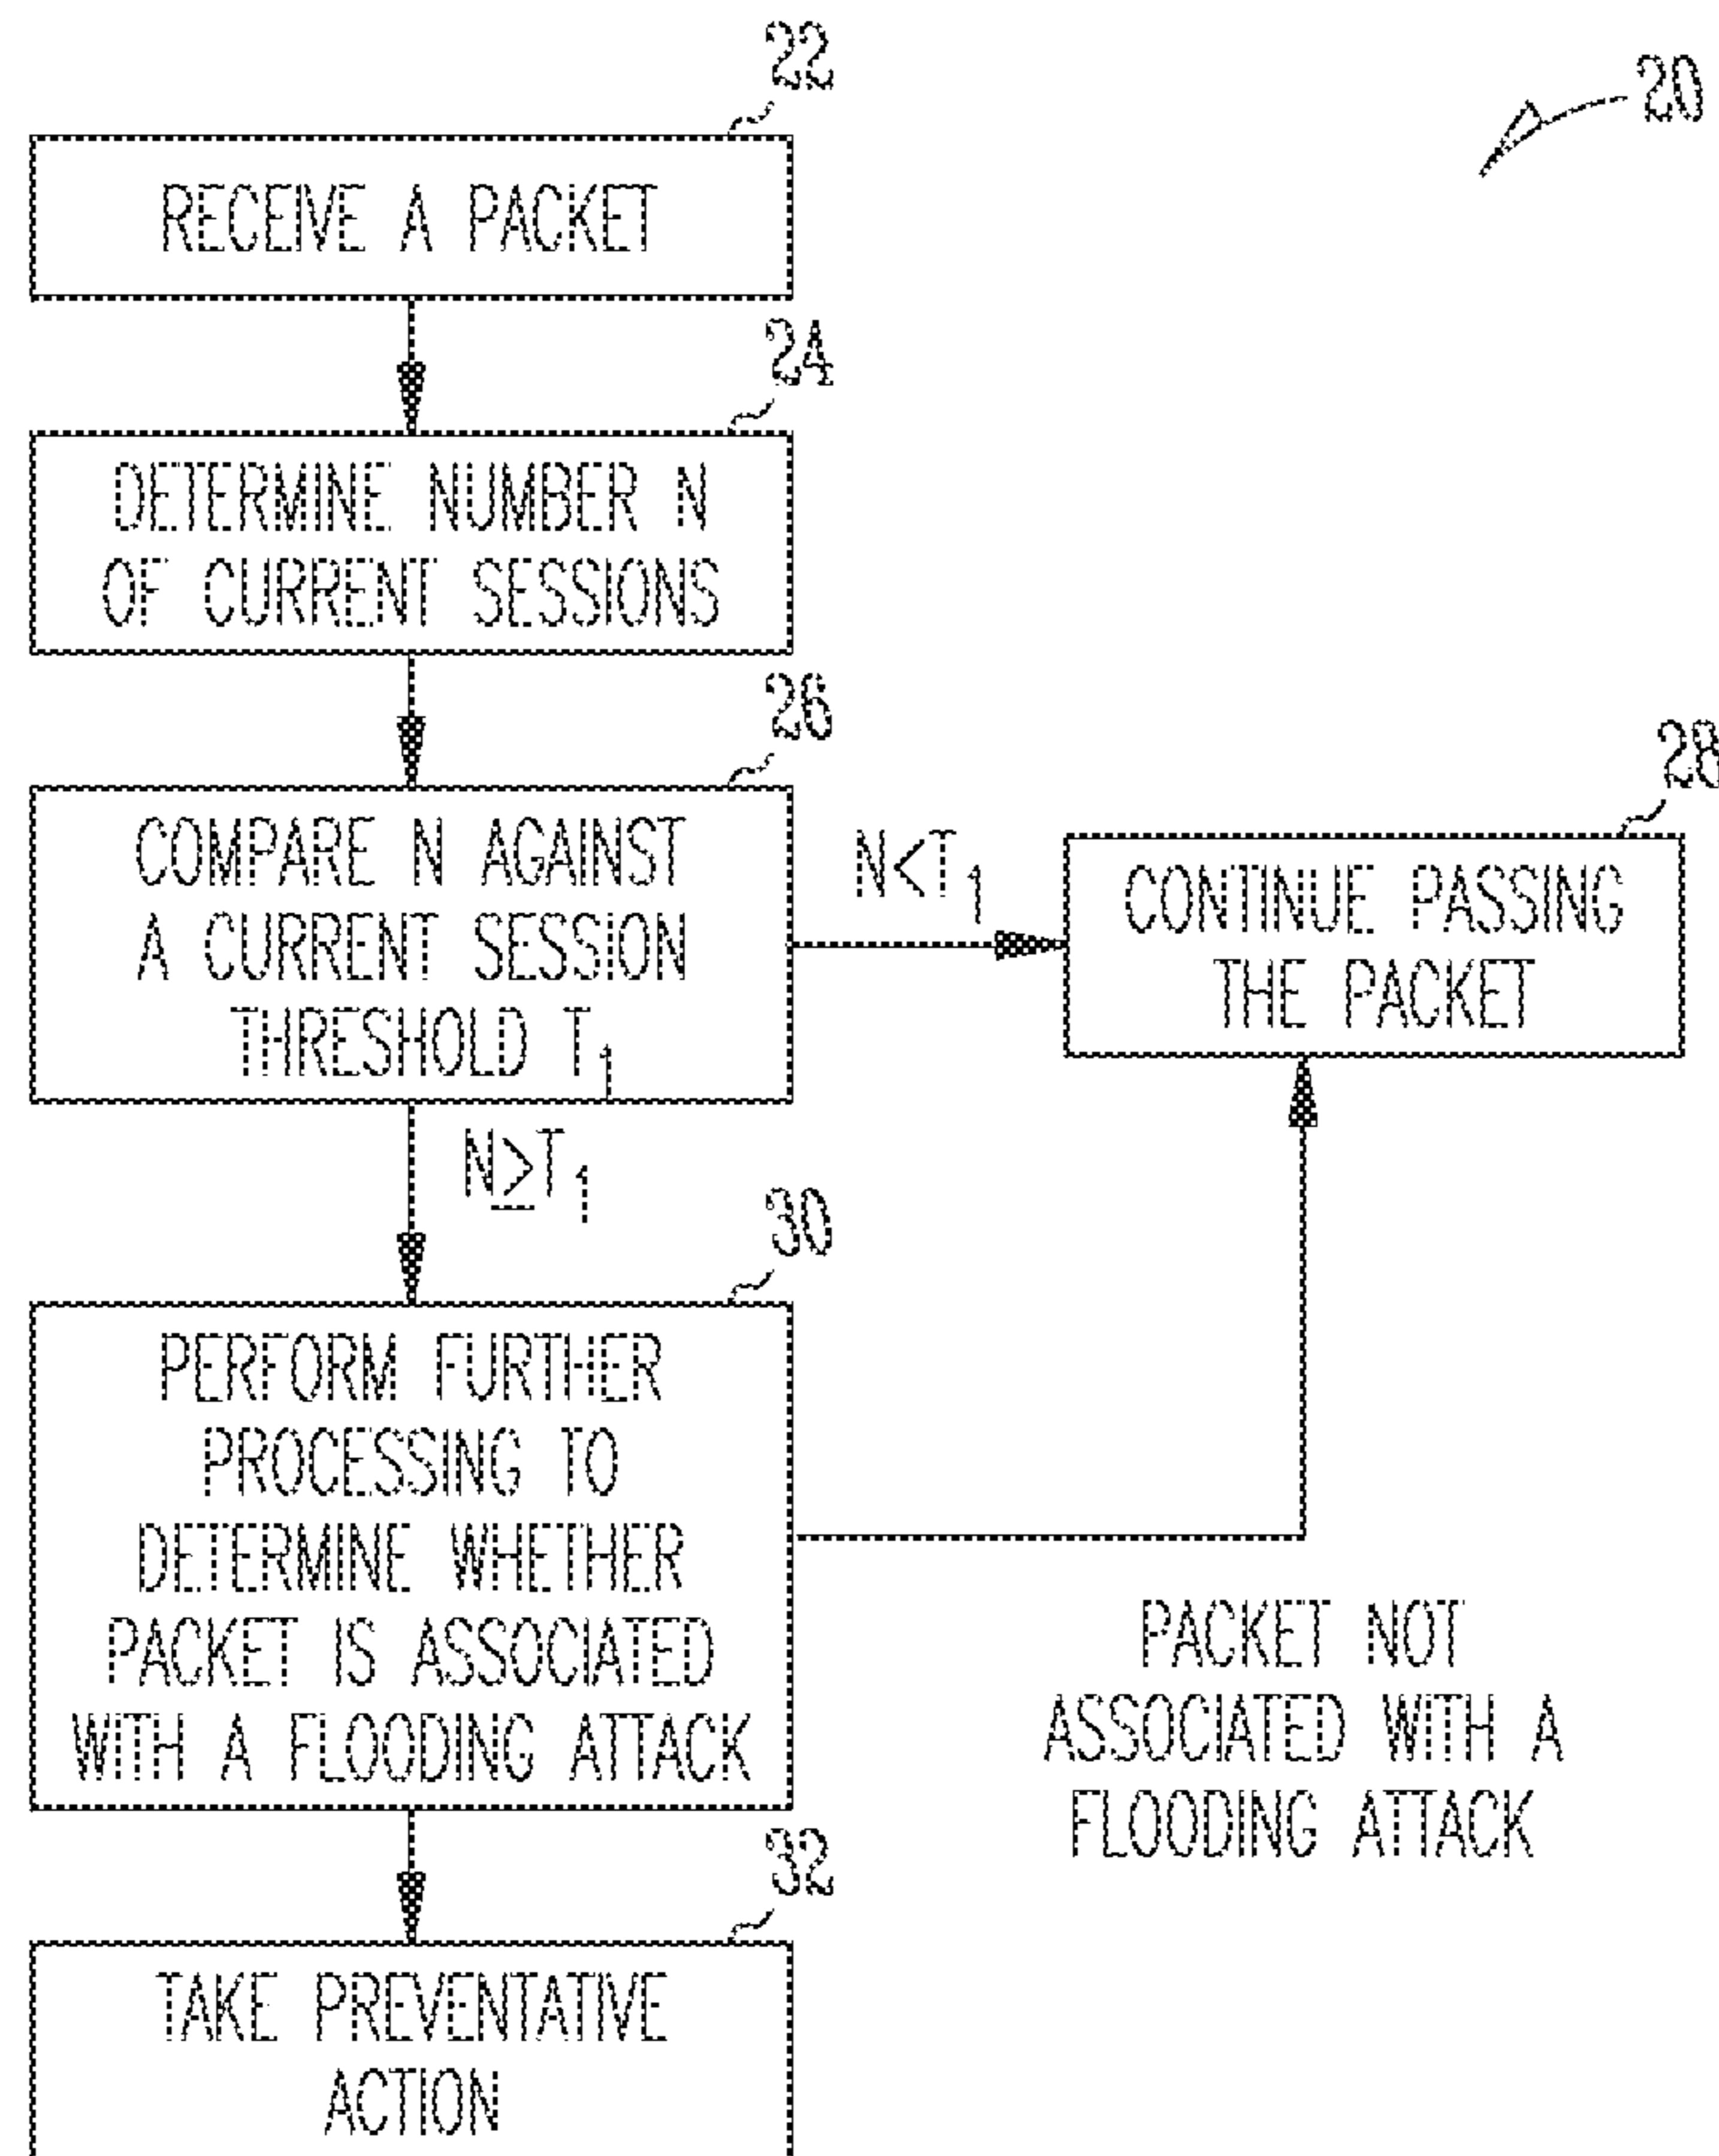 22
20
RECEIVE A PACKET
24
DETERMINE NUMBER N
OF CURRENT SESSIONS
26
COMPARE N AGAINST
A CURRENT SESSION
THRESHOLD T1
N<T1
28
CONTINUE PASSING
THE PACKET
N≥T1
30
PERFORM FURTHER
PROCESSING TO
DETERMINE WHETHER
PACKET IS ASSOCIATED
WITH A FLOODING ATTACK
PACKET NOT
ASSOCIATED WITH A
FLOODING ATTACK
32
TAKE PREVENTATIVE
ACTION